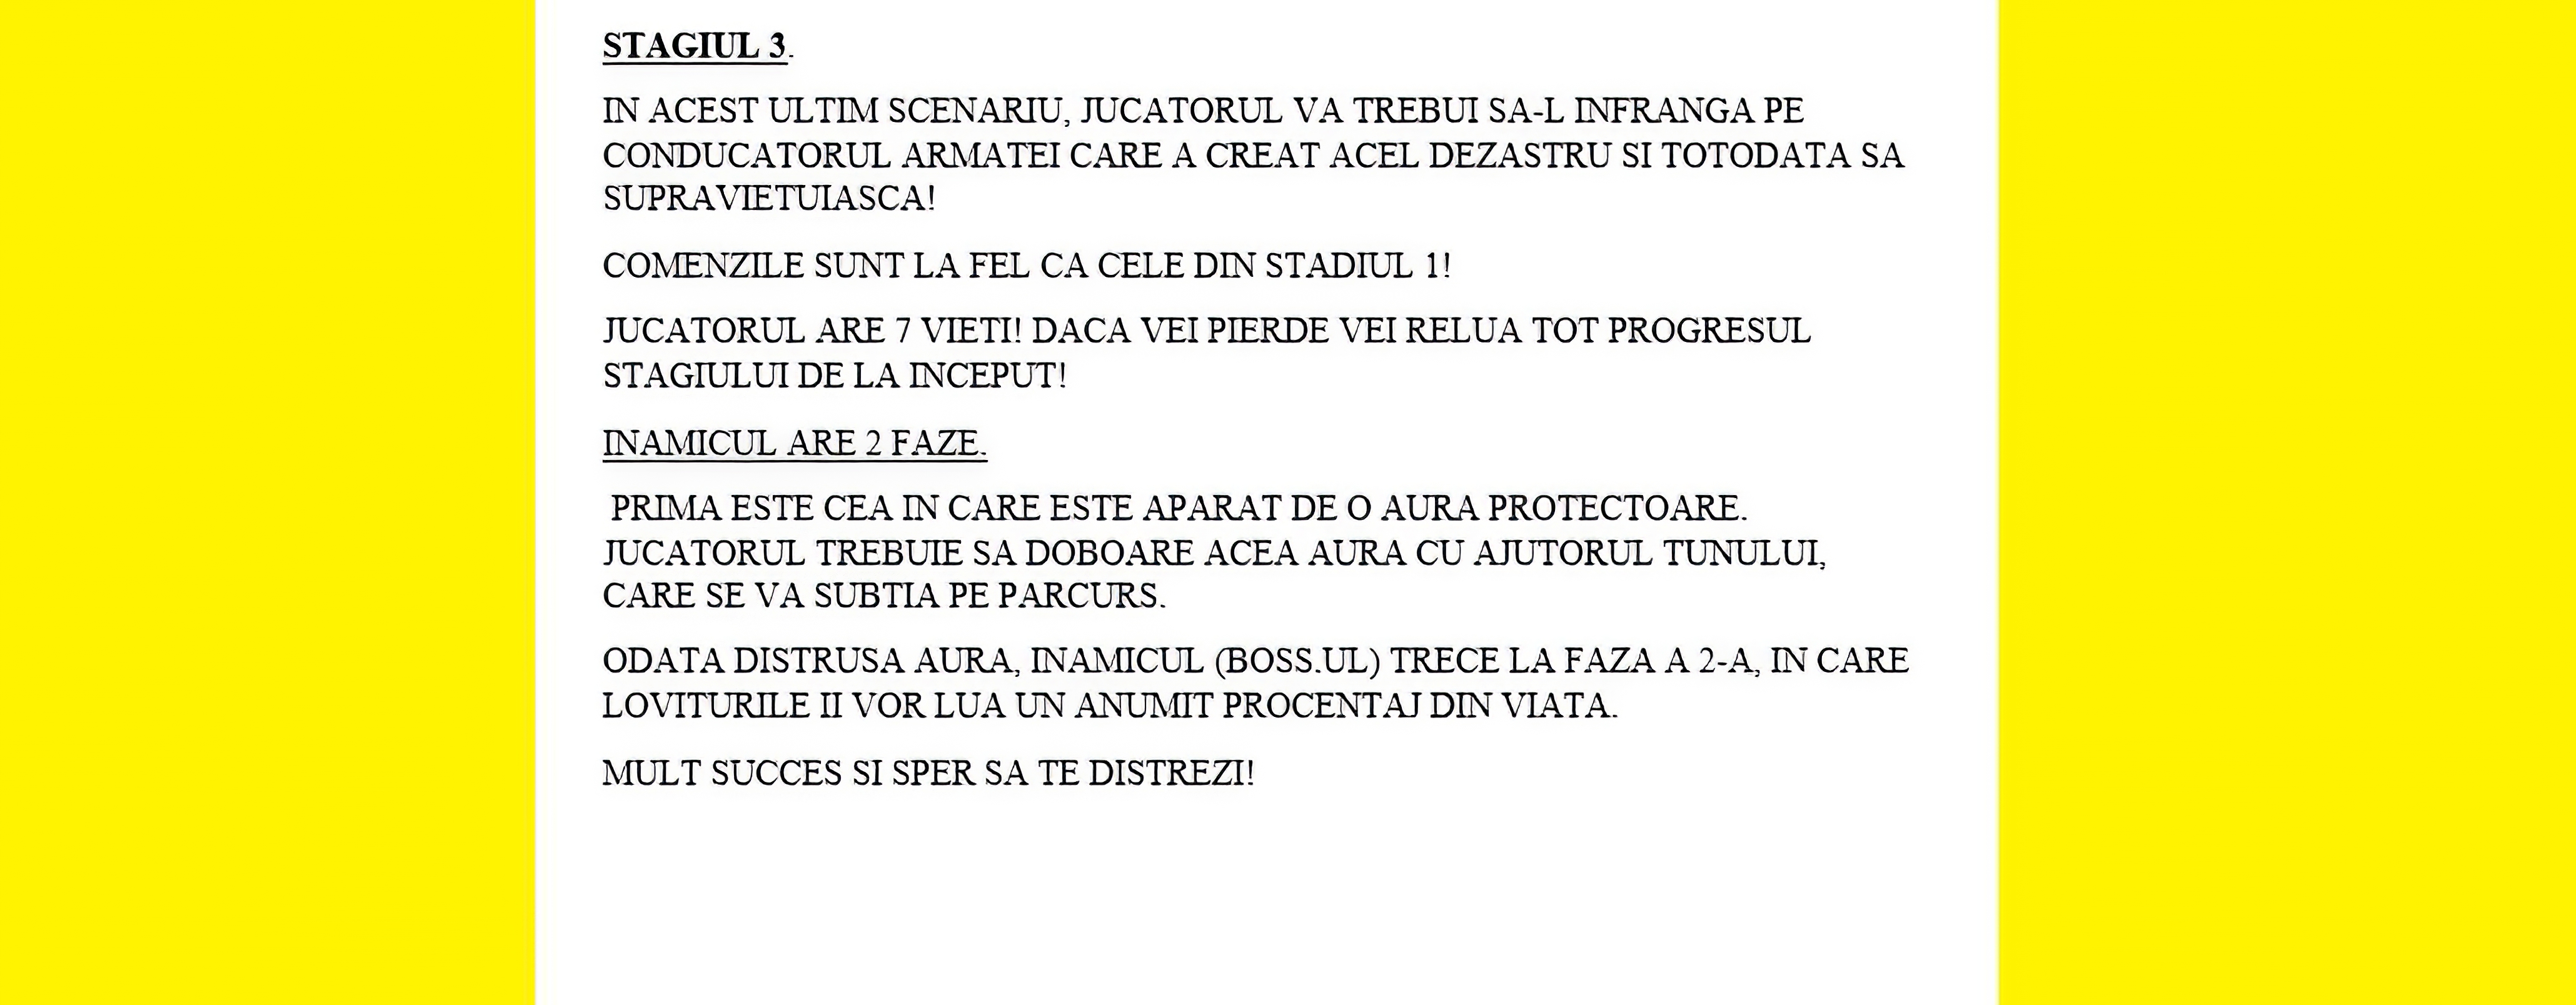 STAGIUL 3.
IN ACEST ULTIM SCENARIU, JUCATORUL VA TREBUI SA-L INFRANGA PE
CONDUCATORUL ARMATEI CARE A CREAT ACEL DEZASTRU SI TOTODATA SA
SUPRAVIETUIASCA!
COMENZILE SUNT LA FEL CA CELE DIN STADIUL 1!
JUCATORUL ARE 7 VIETI! DACA VEI PIERDE VEI RELUA TOT PROGRESUL
STAGIULUI DE LA INCEPUT!
INAMICUL ARE 2 FAZE.
PRIMA ESTE CEA IN CARE ESTE APARAT DE O AURA PROTECTOARE.
JUCATORUL TREBUIE SA DOBOARE ACEA AURA CU AJUTORUL TUNULUI,
CARE SE VA SUBTIA PE PARCURS.
ODATA DISTRUSA AURA, INAMICUL (BOSS.UL) TRECE LA FAZA A 2-A, IN CARE
LOVITURILE II VOR LUA UN ANUMIT PROCENTAJ DIN VIATA.
MULT SUCCES SI SPER SA TE DISTREZI!